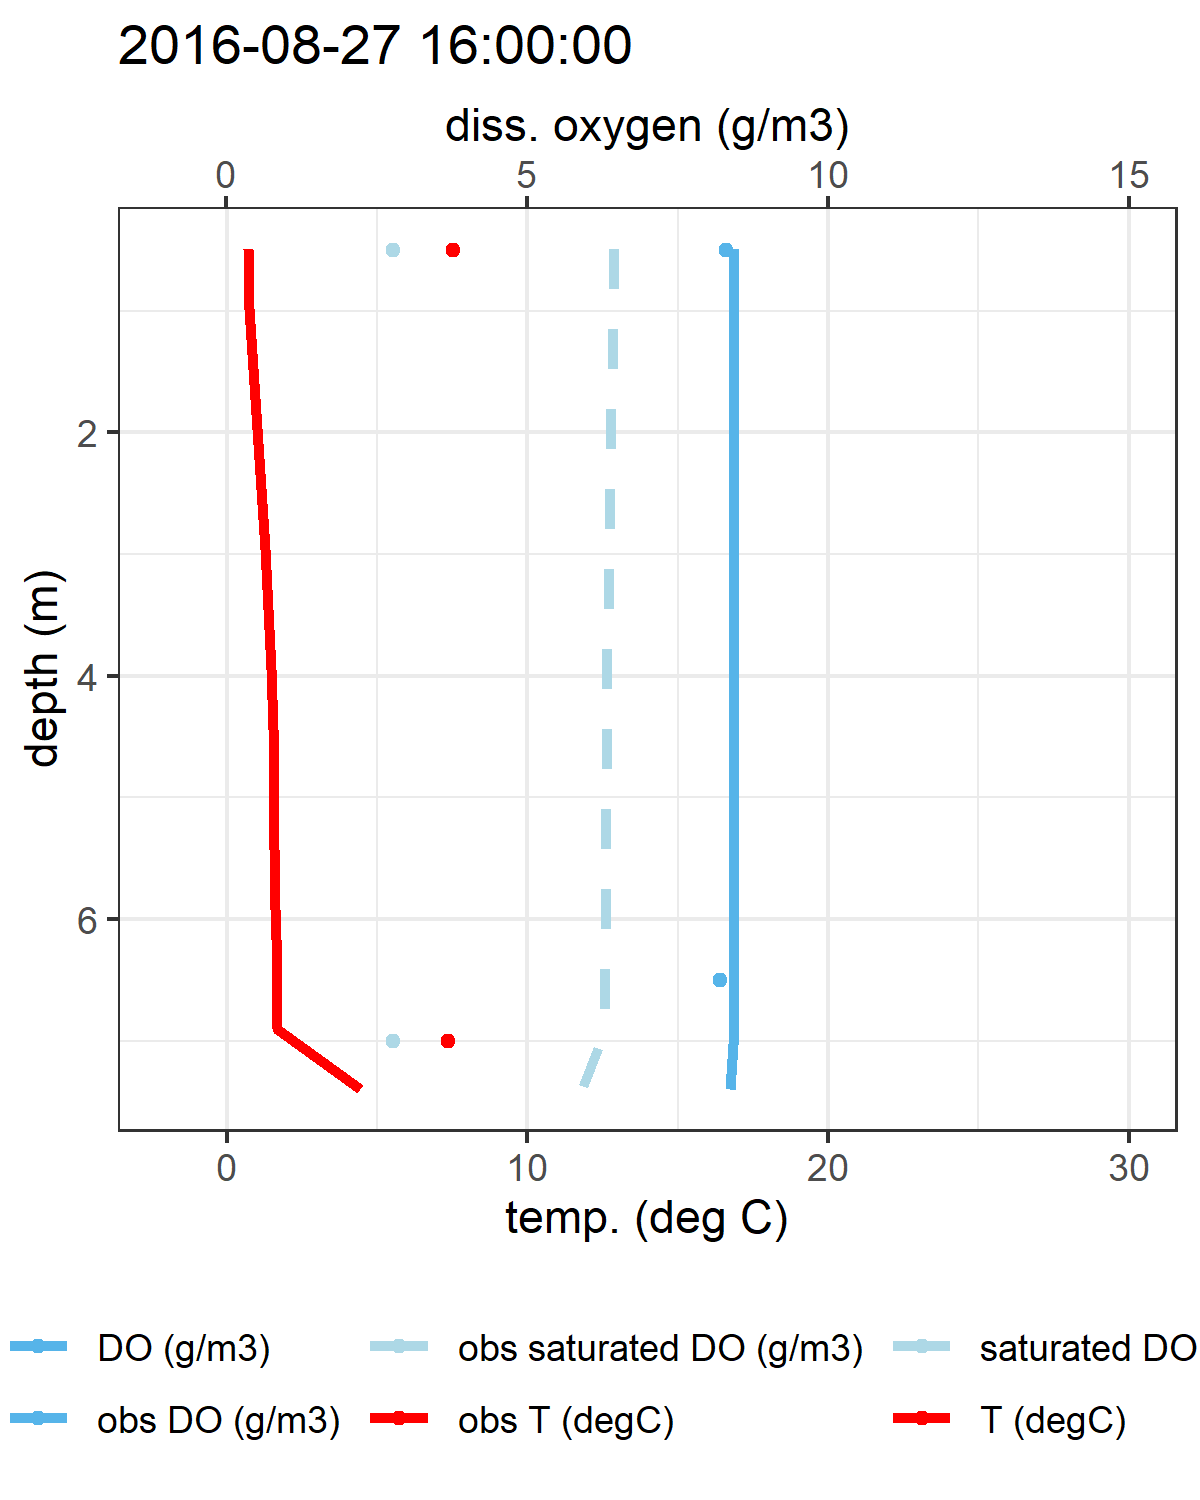 2016-08-27 16:00:00
diss. oxygen (g/m3)
0 5 10 15
2
4
6
depth (m)
0 10 20 30
temp. (deg C)
DO (g/m3) obs saturated DO (g/m3) saturated DO
obs DO (g/m3) obs T (degC) T (degC)